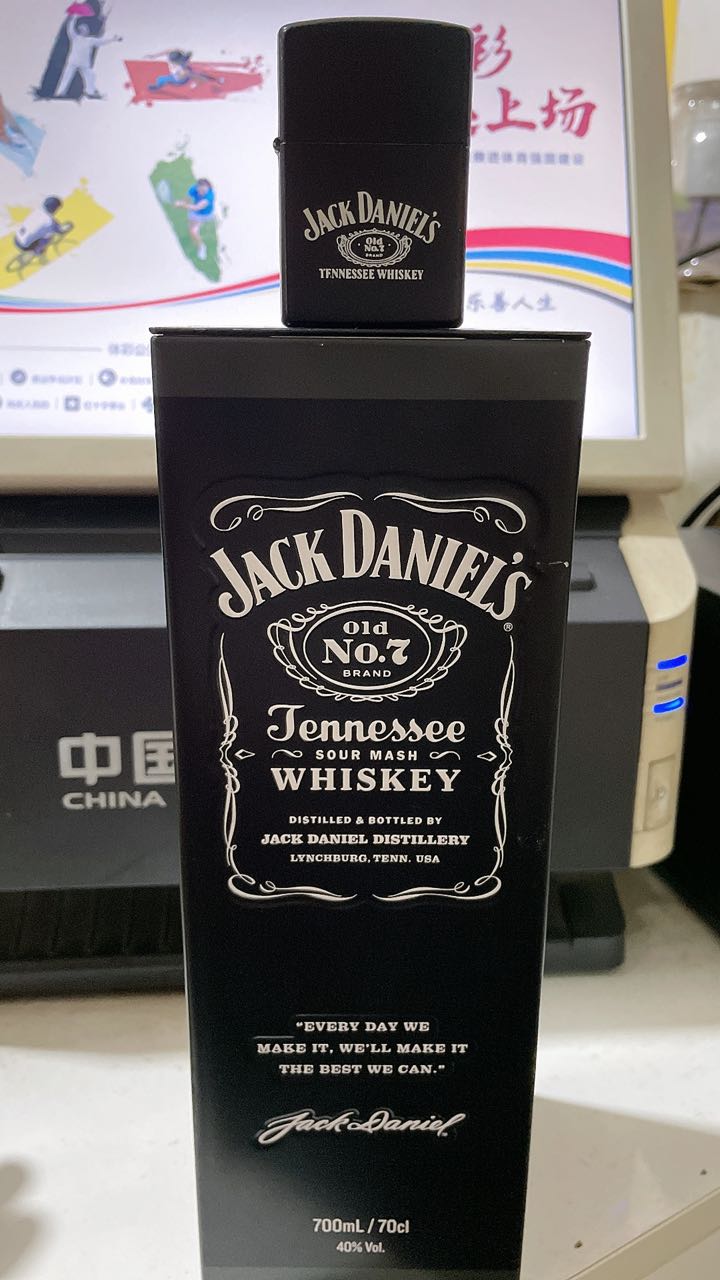 彩
上场
乐善人生
JACK DANIEL'S
Old
No.7
BRAND
TENNESSEE WHISKEY
JACK DANIEL'S
®
Old
No.7
BRAND
Tennessee
SOUR MASH
WHISKEY
DISTILLED & BOTTLED BY
JACK DANIEL DISTILLERY
LYNCHBURG, TENN. USA
中国
CHINA
"EVERY DAY WE
MAKE IT, WE'LL MAKE IT
THE BEST WE CAN."
Jack Daniel
700mL / 70cl
40% Vol.